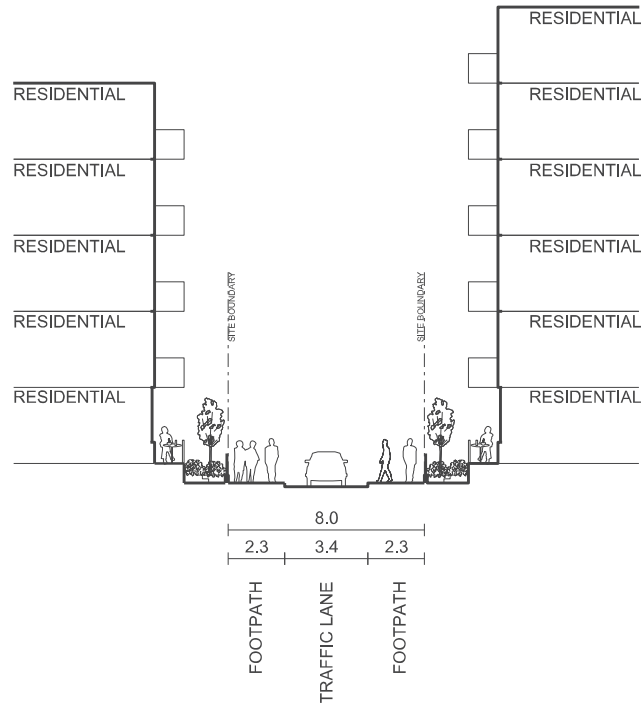 RESIDENTIAL
RESIDENTIAL
RESIDENTIAL
RESIDENTIAL
RESIDENTIAL
RESIDENTIAL
RESIDENTIAL
RESIDENTIAL
RESIDENTIAL
RESIDENTIAL
RESIDENTIAL
SITE BOUNDARY
SITE BOUNDARY
8.0
2.3
3.4
2.3
FOOTPATH
TRAFFIC LANE
FOOTPATH